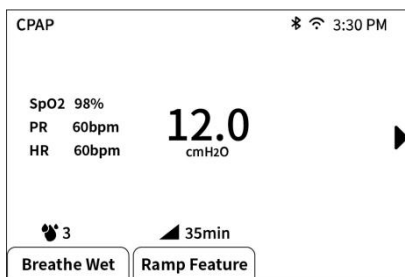 CPAP 3:30 PM
SpO2 98%
PR 60bpm
HR 60bpm
12.0
cmH2O
3 35min
Breathe Wet Ramp Feature